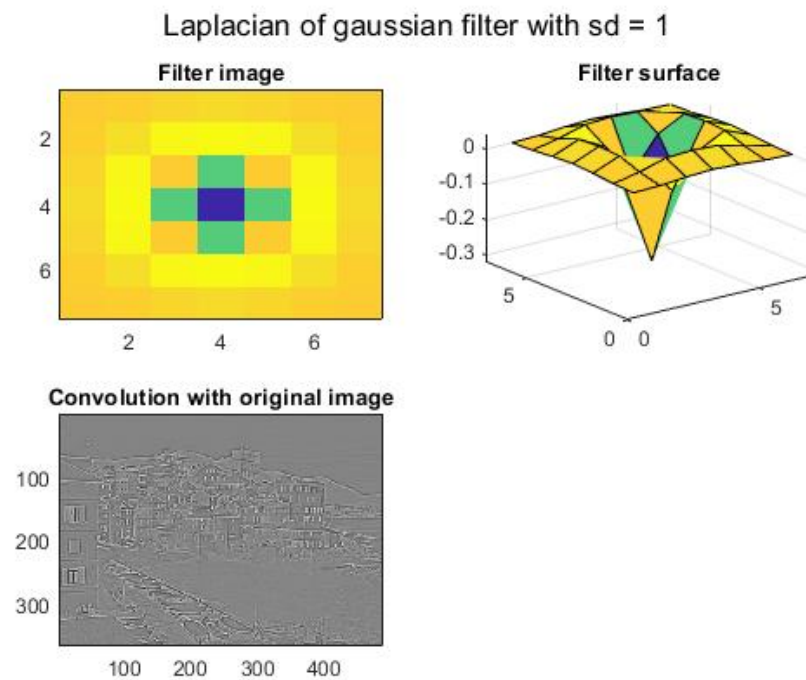 Laplacian of gaussian filter with sd = 1
Filter image
2
4
6
2 4 6
Filter surface
0
-0.1
-0.2
-0.3
5
0 0
5
Convolution with original image
100
200
300
100 200 300 400